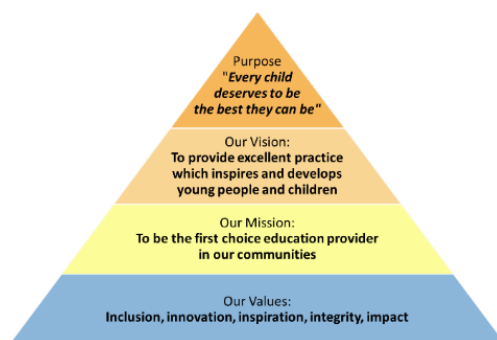 Purpose
"Every child
deserves to be
the best they can be"
Our Vision:
To provide excellent practice
which inspires and develops
young people and children
Our Mission:
To be the first choice education provider
in our communities
Our Values:
Inclusion, innovation, inspiration, integrity, impact